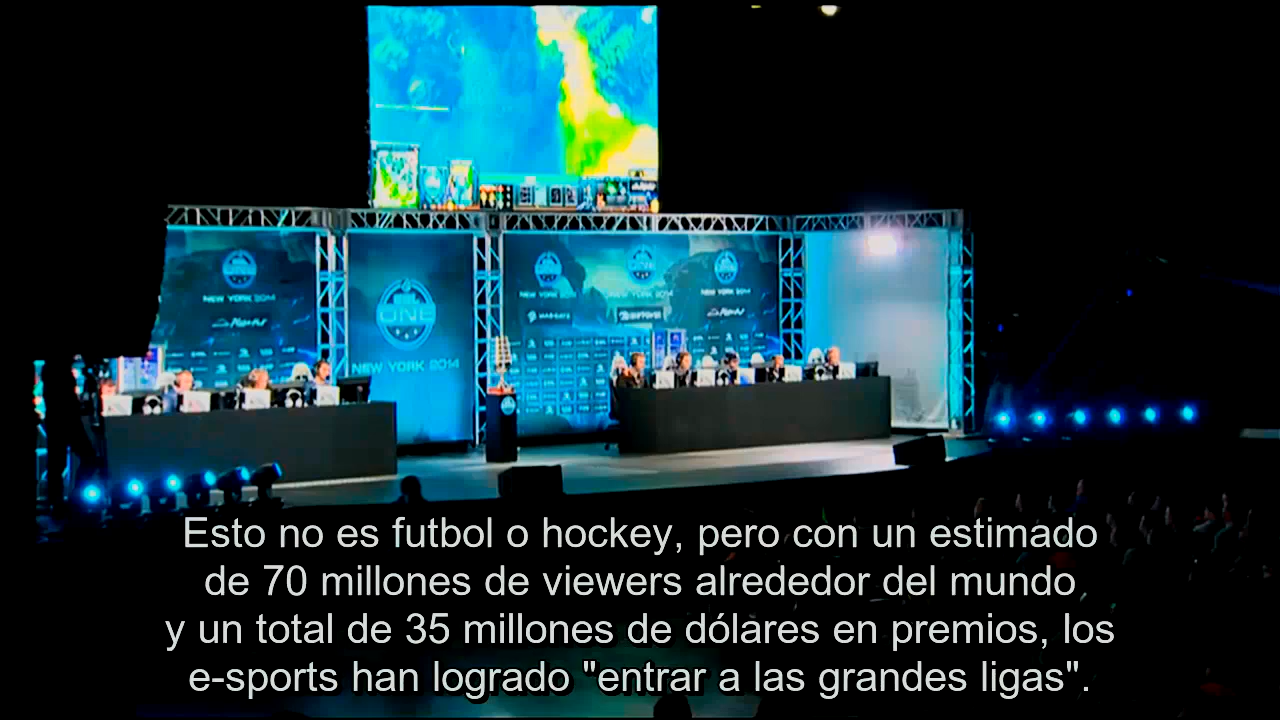 ONE
NEW YORK 2014
NEW YORK 2014
NEW YORK 2014
NEW YORK 2014
Esto no es futbol o hockey, pero con un estimado
de 70 millones de viewers alrededor del mundo
y un total de 35 millones de dólares en premios, los
e-sports han logrado "entrar a las grandes ligas".